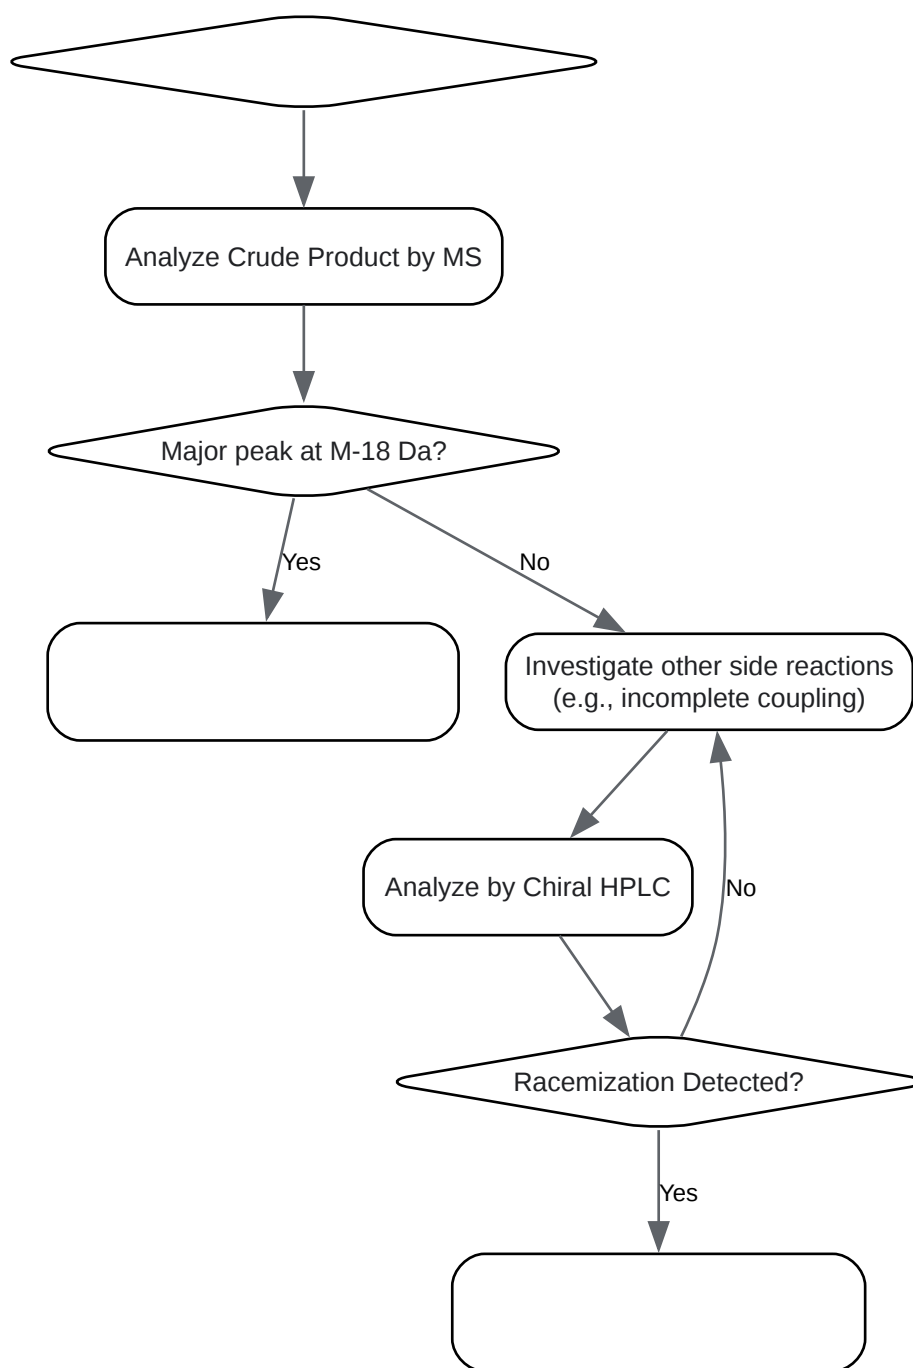 Analyze Crude Product by MS
Major peak at M-18 Da?
Yes
No
Investigate other side reactions
(e.g., incomplete coupling)
Analyze by Chiral HPLC
No
Racemization Detected?
Yes